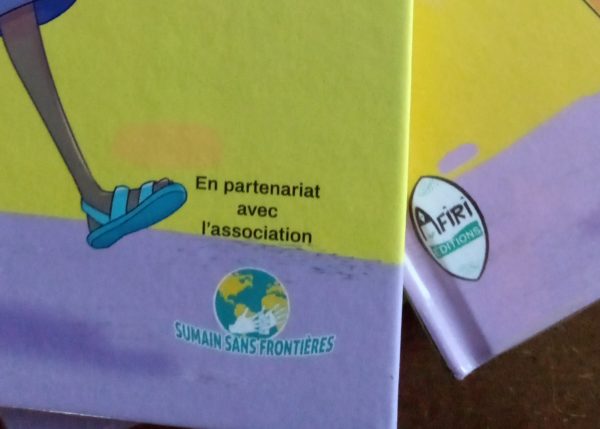 En partenariat
avec
l'association
SUMAIN SANS FRONTIÈRES
AFIRI
EDITIONS